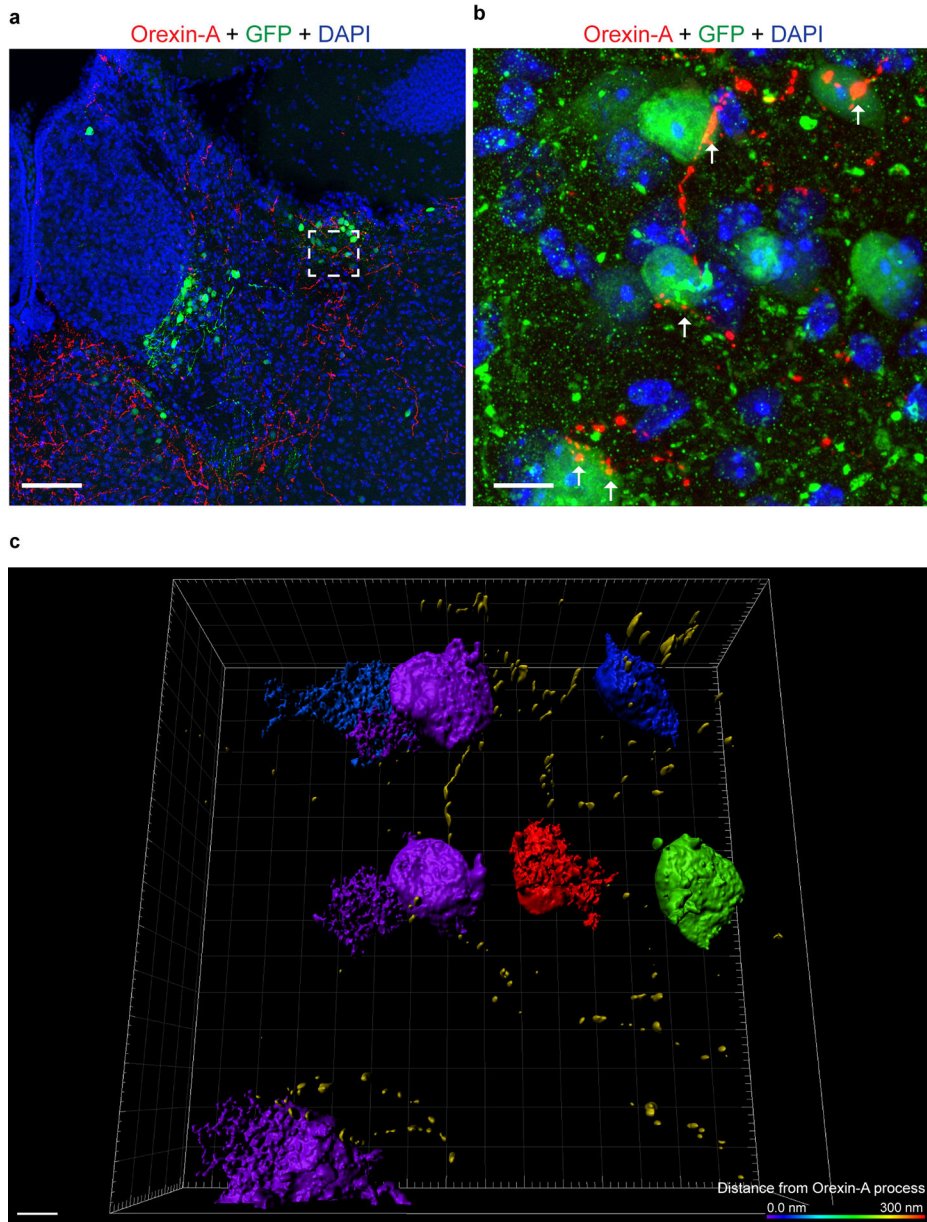 a
Orexin-A + GFP + DAPI
b
Orexin-A + GFP + DAPI
c
Distance from Orexin-A process
0.0 nm 300 nm